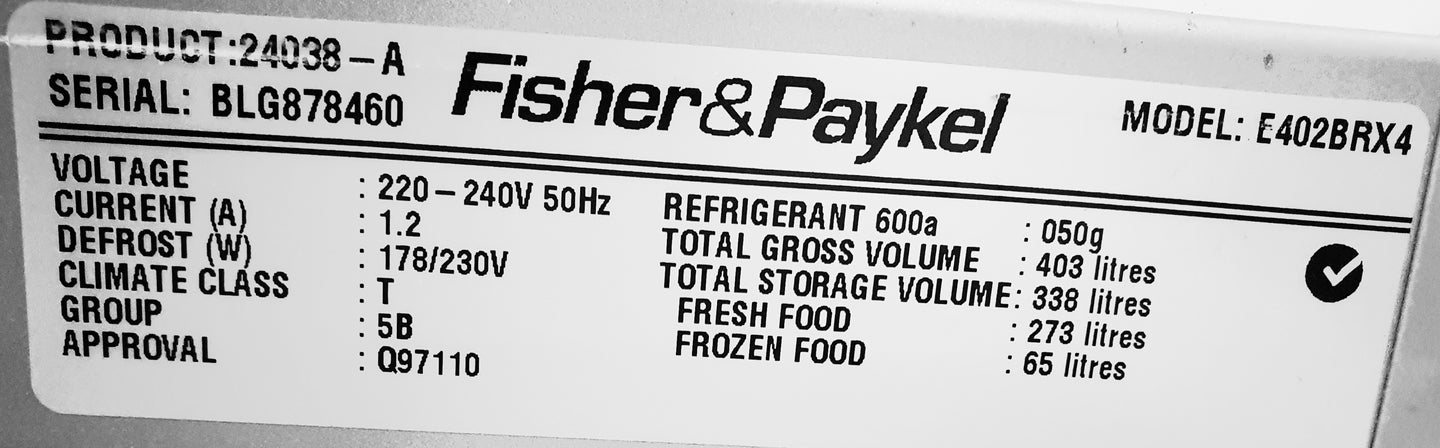 PRODUCT:24038-A
SERIAL: BLG878460
Fisher&Paykel
MODEL: E402BRX4
VOLTAGE : 220-240V 50Hz
CURRENT (A) : 1.2
DEFROST (W) : 178/230V
CLIMATE CLASS : T
GROUP : 5B
APPROVAL : Q97110
REFRIGERANT 600a : 050g
TOTAL GROSS VOLUME : 403 litres
TOTAL STORAGE VOLUME: 338 litres
FRESH FOOD : 273 litres
FROZEN FOOD : 65 litres